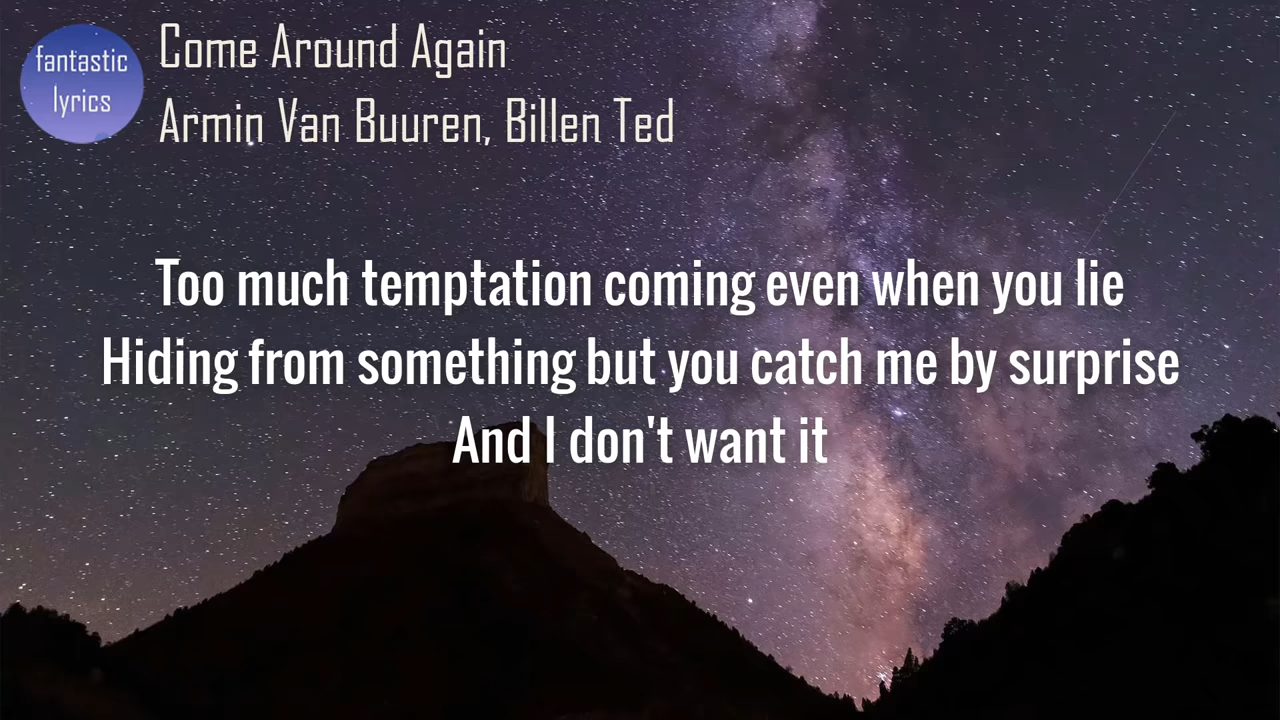 fantastic
lyrics
Come Around Again
Armin Van Buuren, Billen Ted
Too much temptation coming even when you lie
Hiding from something but you catch me by surprise
And I don't want it